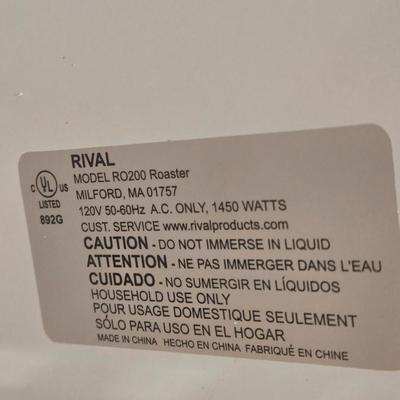 RIVAL
MODEL RO200 Roaster
MILFORD, MA 01757
120V 50-60Hz A.C. ONLY, 1450 WATTS
CUST. SERVICE www.rivalproducts.com
CAUTION - DO NOT IMMERSE IN LIQUID
ATTENTION - NE PAS IMMERGER DANS L'EAU
CUIDADO - NO SUMERGIR EN LÍQUIDOS
HOUSEHOLD USE ONLY
POUR USAGE DOMESTIQUE SEULEMENT
SÓLO PARA USO EN EL HOGAR
MADE IN CHINA HECHO EN CHINA FABRIQUÉ EN CHINE
C UL US
LISTED
892G